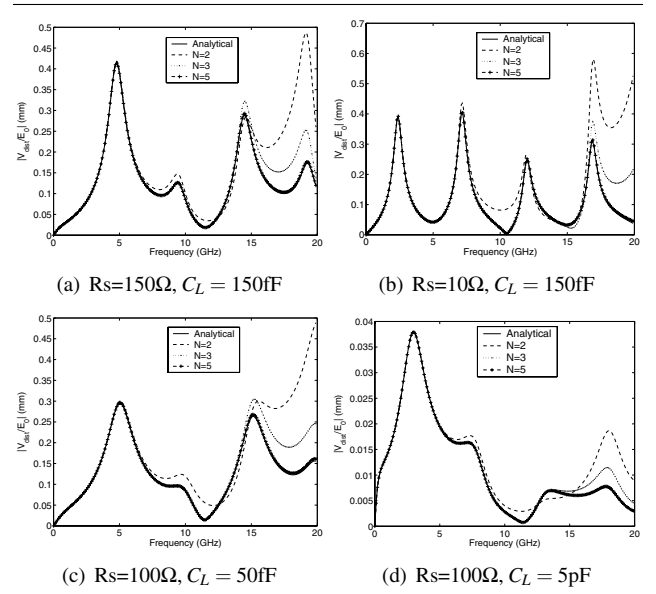 |V_dist/E_0| (mm)
0.5
0.45
0.4
0.35
0.3
0.25
0.2
0.15
0.1
0.05
0
Analytical
N=2
N=3
N=5
0 5 10 15 20
Frequency (GHz)
(a) Rs=150Ω, C_L = 150fF
|V_dist/E_0| (mm)
0.7
0.6
0.5
0.4
0.3
0.2
0.1
0
Analytical
N=2
N=3
N=5
0 5 10 15 20
Frequency (GHz)
(b) Rs=10Ω, C_L = 150fF
|V_dist/E_0| (mm)
0.5
0.45
0.4
0.35
0.3
0.25
0.2
0.15
0.1
0.05
0
Analytical
N=2
N=3
N=5
0 5 10 15 20
Frequency (GHz)
(c) Rs=100Ω, C_L = 50fF
|V_dist/E_0| (mm)
0.04
0.035
0.03
0.025
0.02
0.015
0.01
0.005
0
Analytical
N=2
N=3
N=5
0 5 10 15 20
Frequency (GHz)
(d) Rs=100Ω, C_L = 5pF